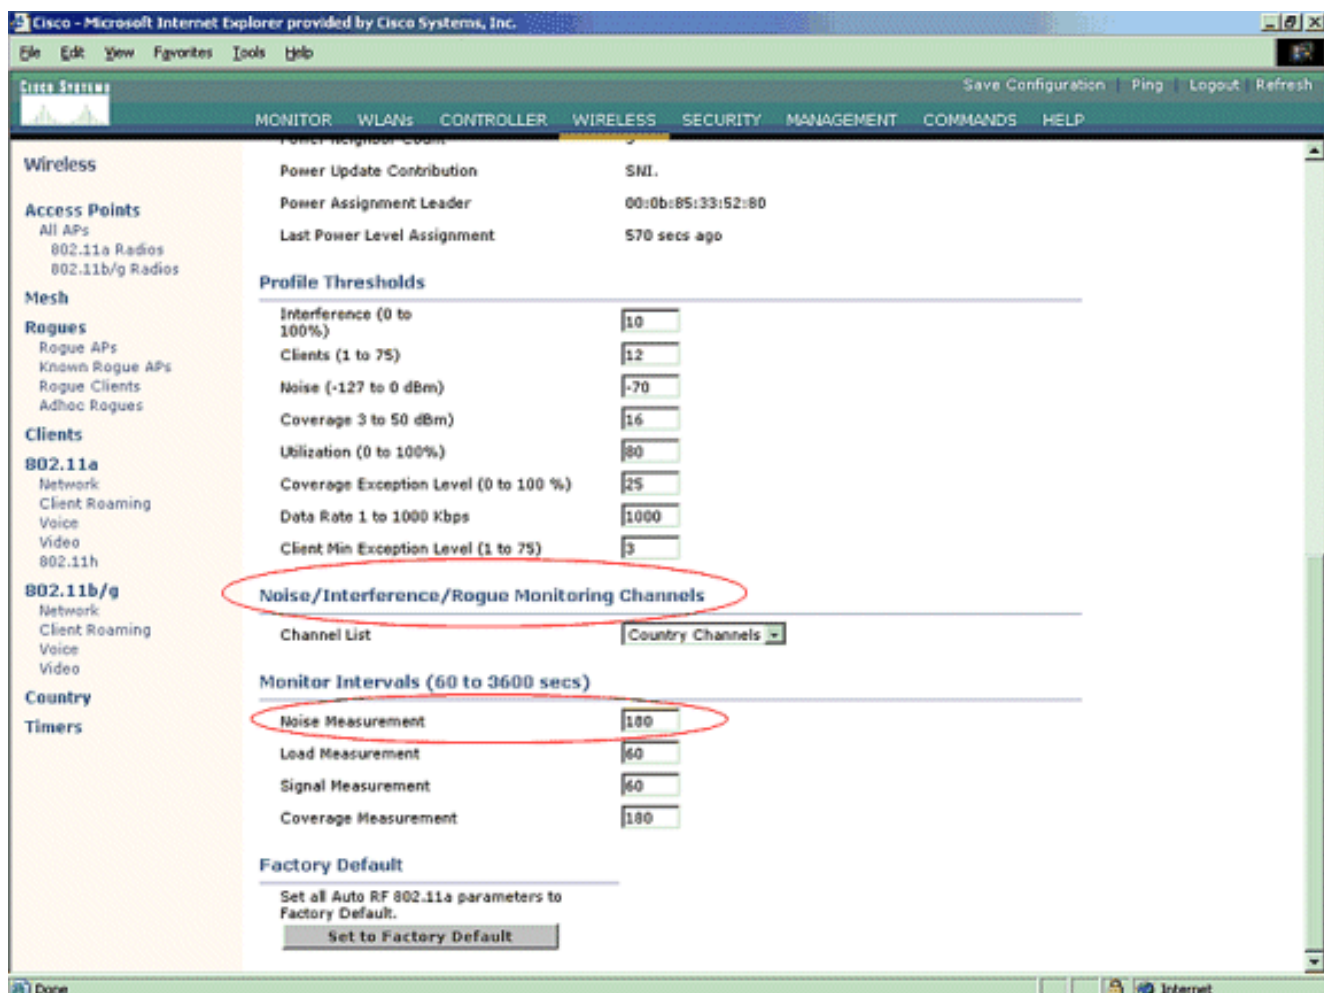 Cisco - Microsoft Internet Explorer provided by Cisco Systems, Inc.
File Edit View Favorites Tools Help
Cisco Systems
Save Configuration | Ping | Logout | Refresh
MONITOR WLANs CONTROLLER WIRELESS SECURITY MANAGEMENT COMMANDS HELP
Wireless
Access Points
All APs
802.11a Radios
802.11b/g Radios
Mesh
Rogues
Rogue APs
Known Rogue APs
Rogue Clients
Adhoc Rogues
Clients
802.11a
Network
Client Roaming
Voice
Video
802.11h
802.11b/g
Network
Client Roaming
Voice
Video
Country
Timers
Power Neighbor Count
Power Update Contribution SNI.
Power Assignment Leader 00:0b:85:33:52:80
Last Power Level Assignment 570 secs ago
Profile Thresholds
Interference (0 to
100%) 10
Clients (1 to 75) 12
Noise (-127 to 0 dBm) -70
Coverage 3 to 50 dBm) 16
Utilization (0 to 100%) 80
Coverage Exception Level (0 to 100 %) 25
Data Rate 1 to 1000 Kbps 1000
Client Min Exception Level (1 to 75) 3
Noise/Interference/Rogue Monitoring Channels
Channel List Country Channels
Monitor Intervals (60 to 3600 secs)
Noise Measurement 180
Load Measurement 60
Signal Measurement 60
Coverage Measurement 180
Factory Default
Set all Auto RF 802.11a parameters to
Factory Default.
Set to Factory Default
Done
Internet